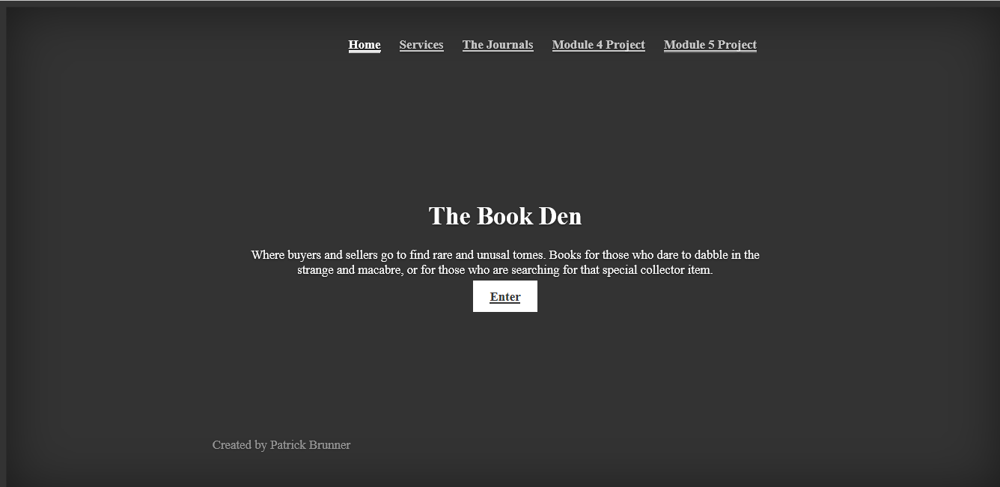 Home Services The Journals Module 4 Project Module 5 Project
The Book Den
Where buyers and sellers go to find rare and unusal tomes. Books for those who dare to dabble in the
strange and macabre, or for those who are searching for that special collector item.
Enter
Created by Patrick Brunner